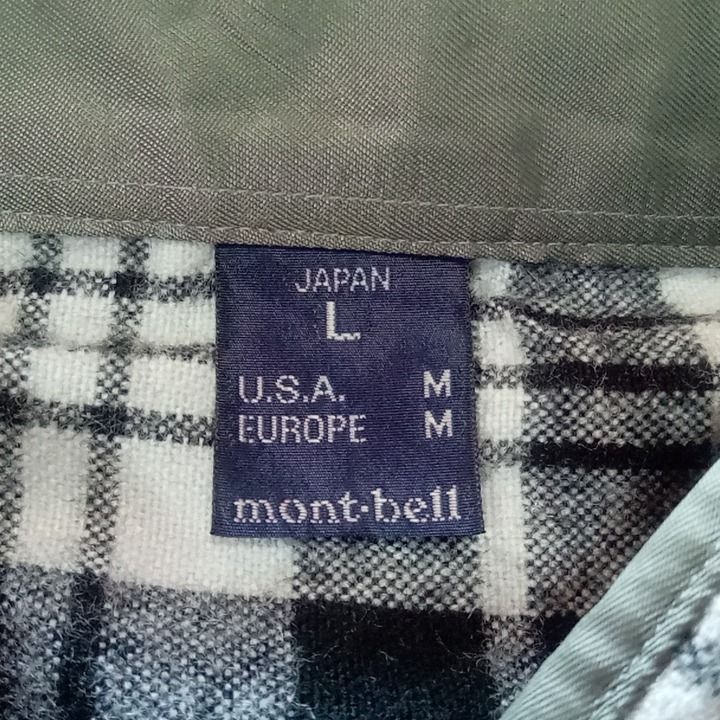 JAPAN
L
U.S.A. M
EUROPE M
mont-bell